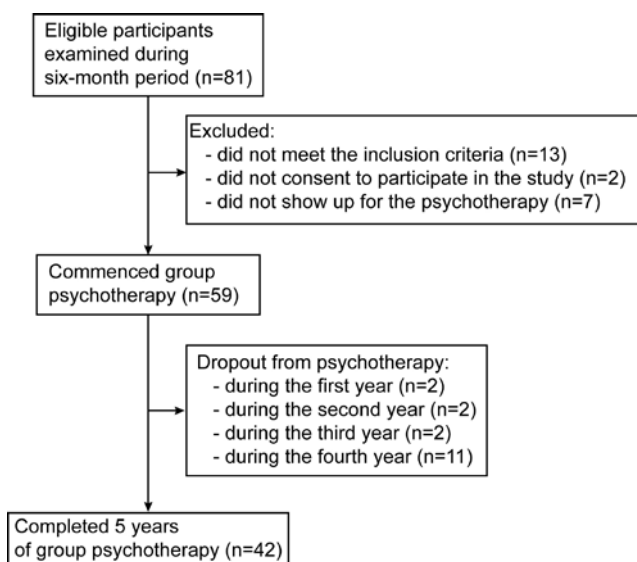 Eligible participants
examined during
six-month period (n=81)
Excluded:
- did not meet the inclusion criteria (n=13)
- did not consent to participate in the study (n=2)
- did not show up for the psychotherapy (n=7)
Commenced group
psychotherapy (n=59)
Dropout from psychotherapy:
- during the first year (n=2)
- during the second year (n=2)
- during the third year (n=2)
- during the fourth year (n=11)
Completed 5 years
of group psychotherapy (n=42)